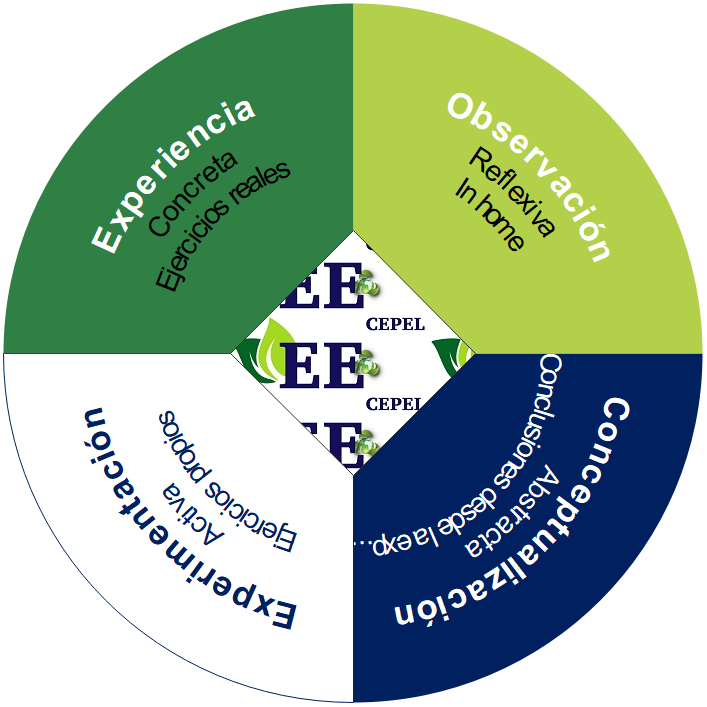 Experiencia
Concreta
Ejercicios reales
Observación
Reflexiva
In home
Conceptualización
Abstracta
Conclusiones desde la exp...
Experimentación
Activa
Ejercicios propios
EE
CEPEL
EE
CEPEL
EE